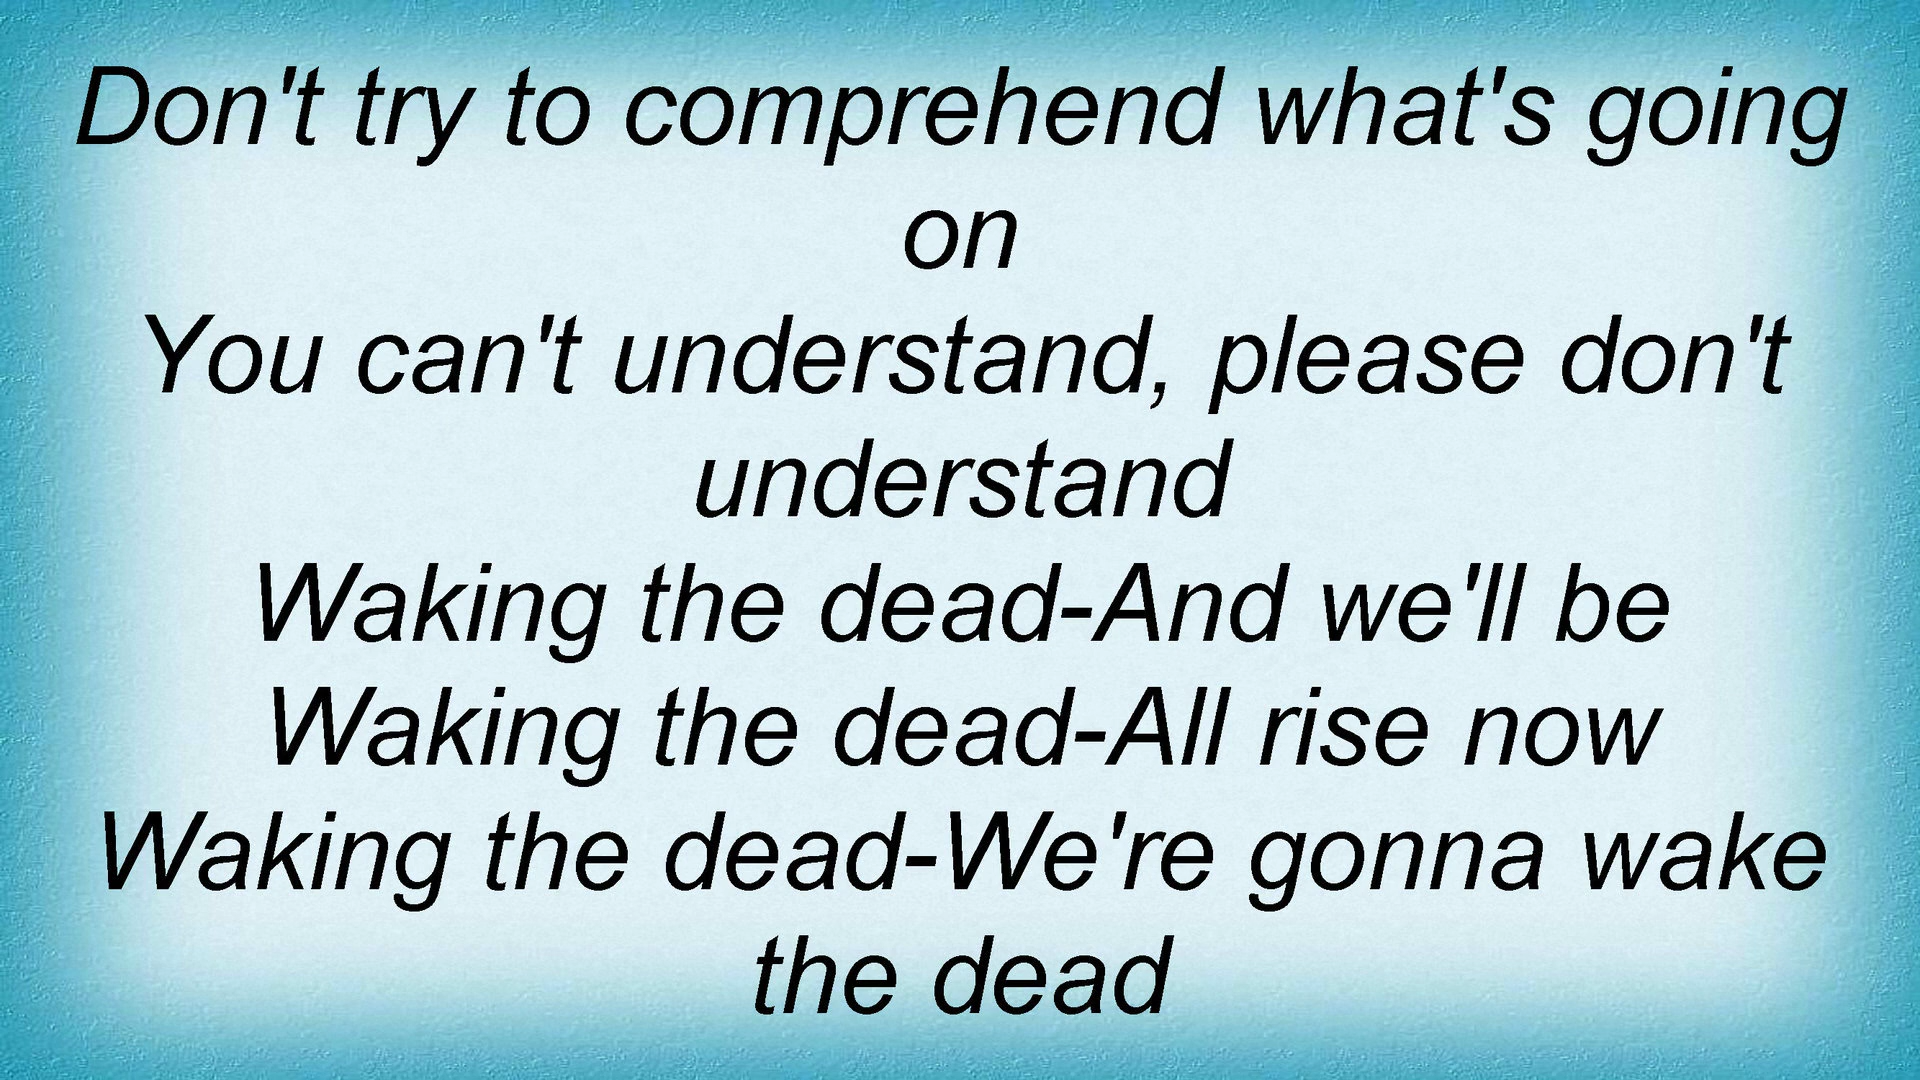 Don't try to comprehend what's going
on
You can't understand, please don't
understand
Waking the dead-And we'll be
Waking the dead-All rise now
Waking the dead-We're gonna wake
the dead